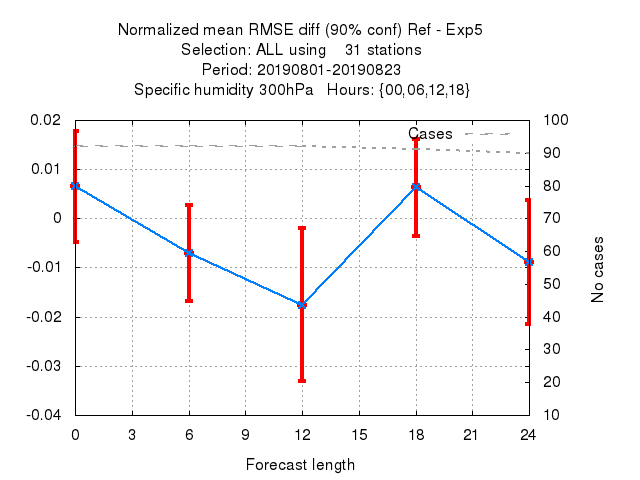 Normalized mean RMSE diff (90% conf) Ref - Exp5
Selection: ALL using    31 stations
Period: 20190801-20190823
Specific humidity 300hPa   Hours: {00,06,12,18}
Cases
0.02
0.01
0
-0.01
-0.02
-0.03
-0.04
100
90
80
70
60
50
40
30
20
10
No cases
0 3 6 9 12 15 18 21 24
Forecast length